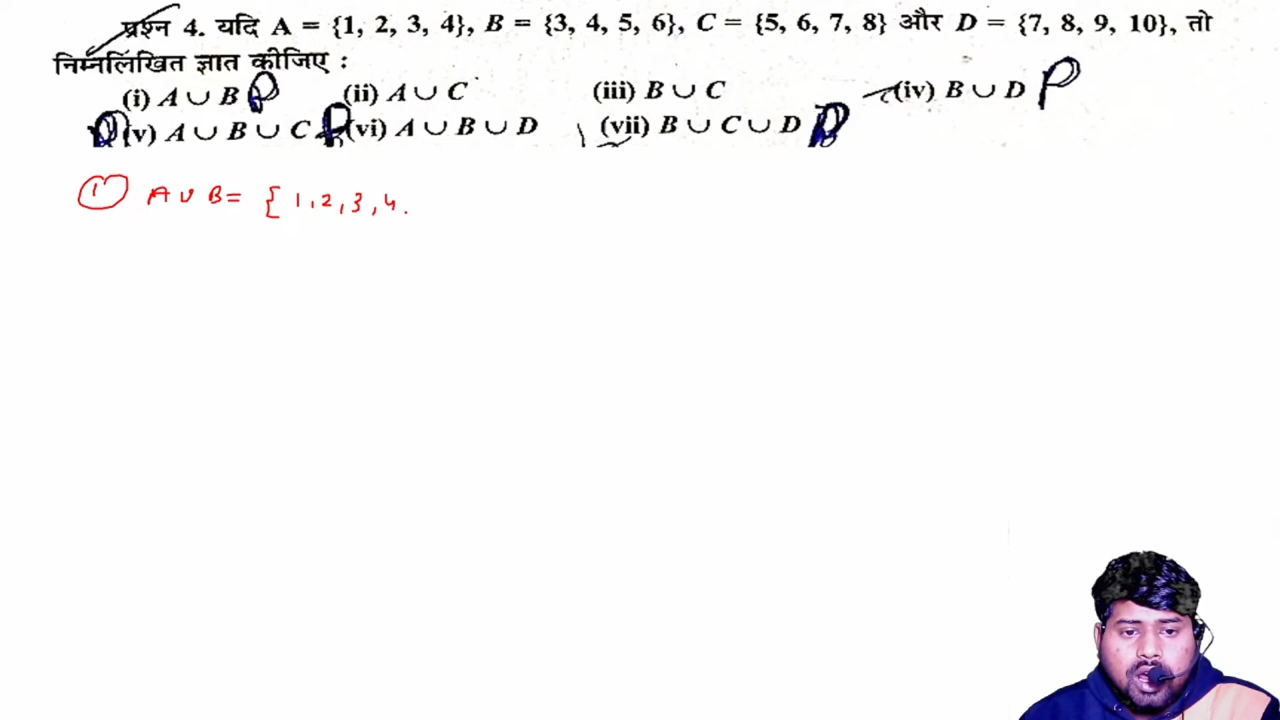 प्रश्न 4. यदि A = {1, 2, 3, 4}, B = {3, 4, 5, 6}, C = {5, 6, 7, 8} और D = {7, 8, 9, 10}, तो
निम्नलिखित ज्ञात कीजिए :
(i) A ∪ B P (ii) A ∪ C (iii) B ∪ C (iv) B ∪ D P
(v) A ∪ B ∪ C P (vi) A ∪ B ∪ D (vii) B ∪ C ∪ D P
1 A ∪ B = { 1, 2, 3, 4.